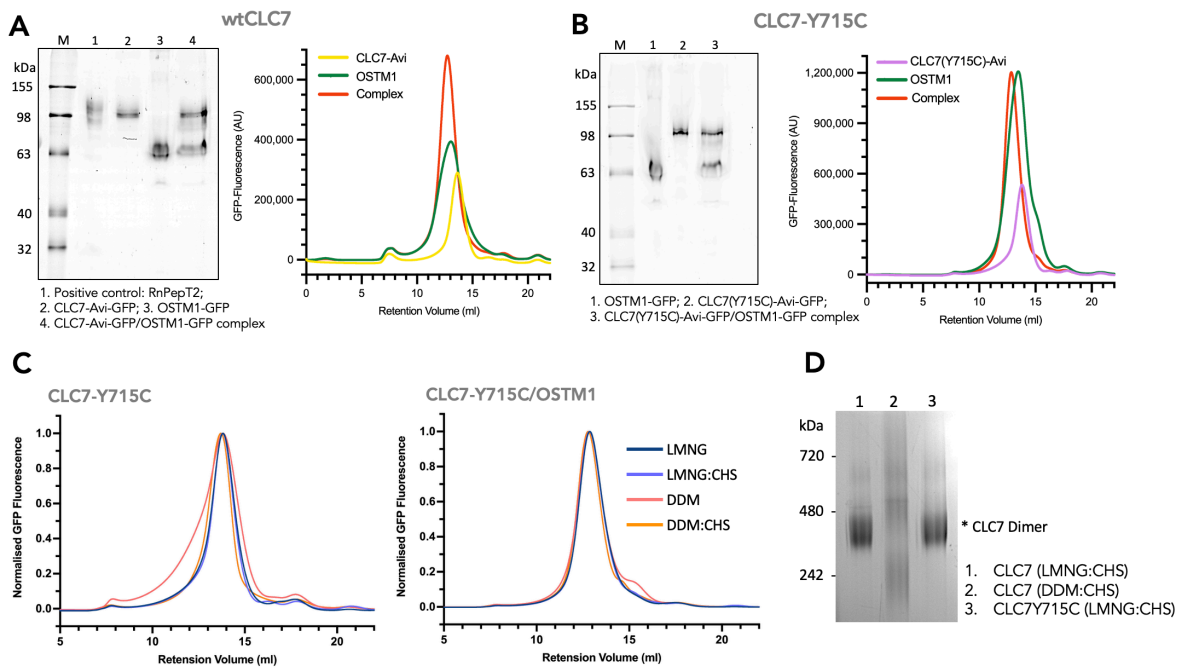 A
wtCLC7
M 1 2 3 4
kDa
155
98
63
40
32
1. Positive control: RnPepT2;
2. CLC7-Avi-GFP; 3. OSTM1-GFP
4. CLC7-Avi-GFP/OSTM1-GFP complex
GFP-Fluorescence (AU)
600,000
400,000
200,000
0
0 5 10 15 20
Retention Volume (ml)
CLC7-Avi
OSTM1
Complex
B
CLC7-Y715C
M 1 2 3
kDa
155
98
63
40
32
1. OSTM1-GFP; 2. CLC7(Y715C)-Avi-GFP;
3. CLC7(Y715C)-Avi-GFP/OSTM1-GFP complex
GFP-Fluorescence (AU)
1,200,000
900,000
600,000
300,000
0
0 5 10 15 20
Retention Volume (ml)
CLC7(Y715C)-Avi
OSTM1
Complex
C
CLC7-Y715C
Normalised GFP Fluorescence
1.0
0.8
0.6
0.4
0.2
0.0
5 10 15 20
Retension Volume (ml)
CLC7-Y715C/OSTM1
Normalised GFP Fluorescence
1.0
0.8
0.6
0.4
0.2
0.0
5 10 15 20
Retension Volume (ml)
LMNG
LMNG:CHS
DDM
DDM:CHS
D
1 2 3
kDa
720
480
242
* CLC7 Dimer
1. CLC7 (LMNG:CHS)
2. CLC7 (DDM:CHS)
3. CLC7Y715C (LMNG:CHS)